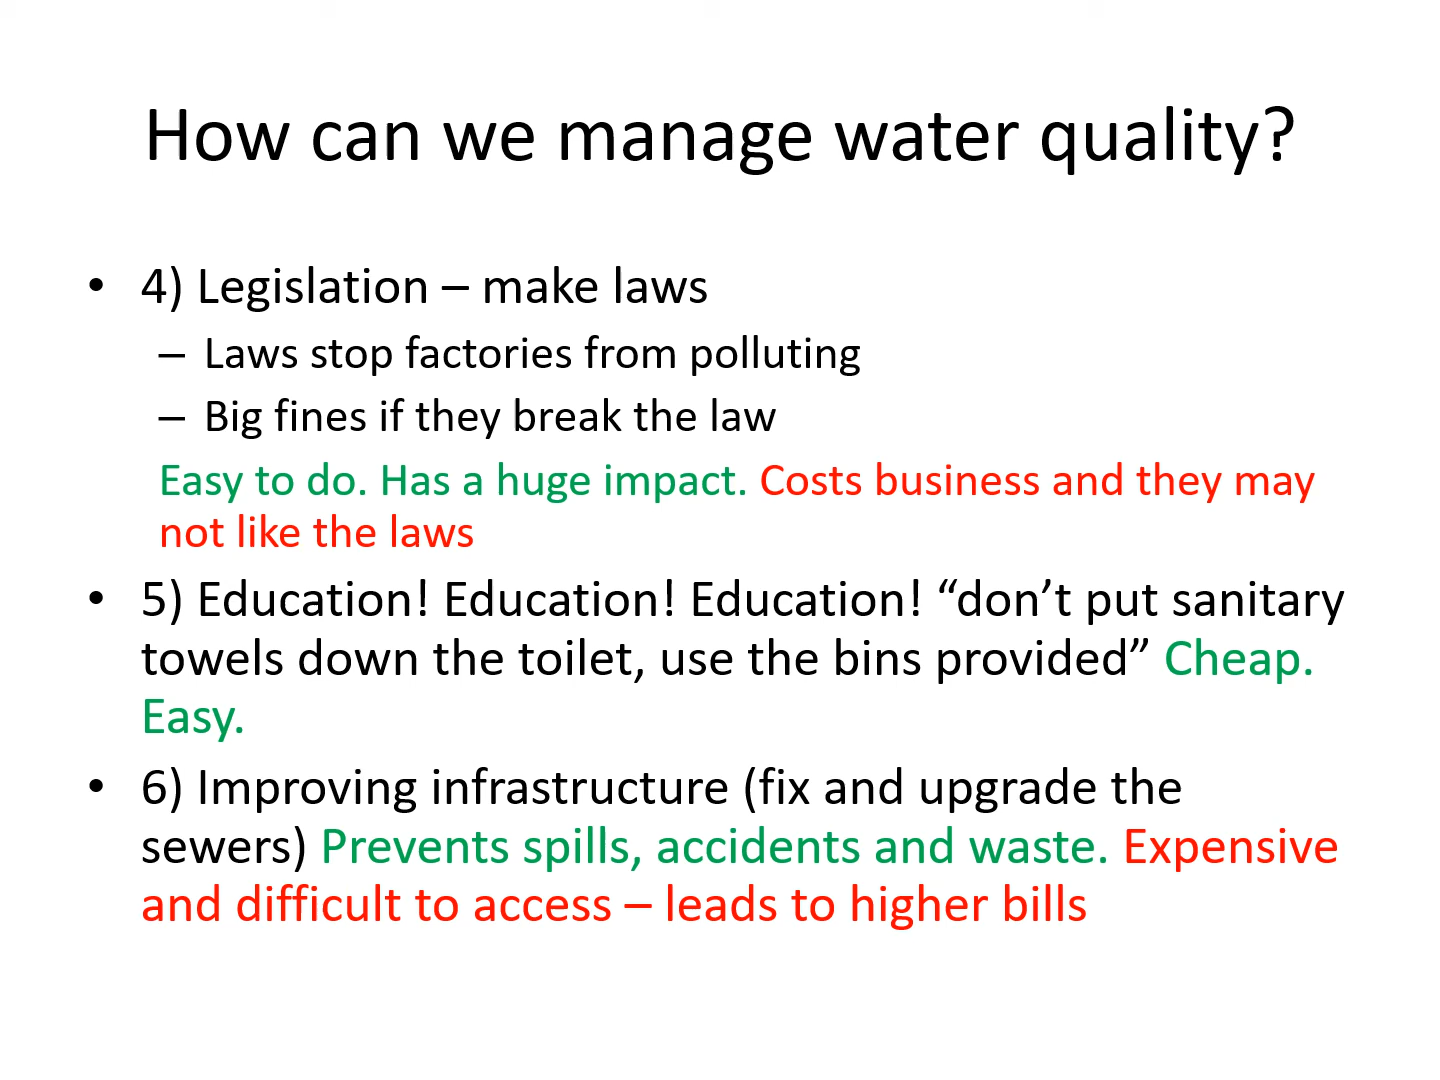 How can we manage water quality?
• 4) Legislation – make laws
– Laws stop factories from polluting
– Big fines if they break the law
Easy to do. Has a huge impact. Costs business and they may
not like the laws
• 5) Education! Education! Education! “don’t put sanitary
towels down the toilet, use the bins provided” Cheap.
Easy.
• 6) Improving infrastructure (fix and upgrade the
sewers) Prevents spills, accidents and waste. Expensive
and difficult to access – leads to higher bills